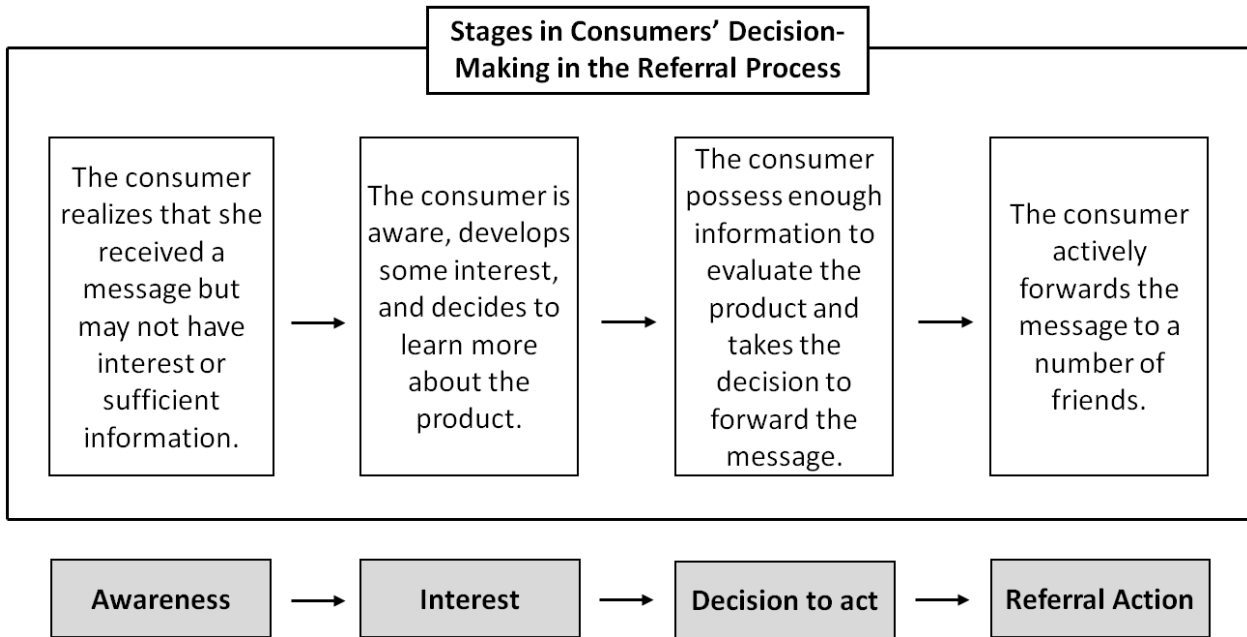 Stages in Consumers’ Decision-
Making in the Referral Process
The consumer
realizes that she
received a
message but
may not have
interest or
sufficient
information.
The consumer is
aware, develops
some interest,
and decides to
learn more
about the
product.
The consumer
possess enough
information to
evaluate the
product and
takes the
decision to
forward the
message.
The consumer
actively
forwards the
message to a
number of
friends.
Awareness
Interest
Decision to act
Referral Action